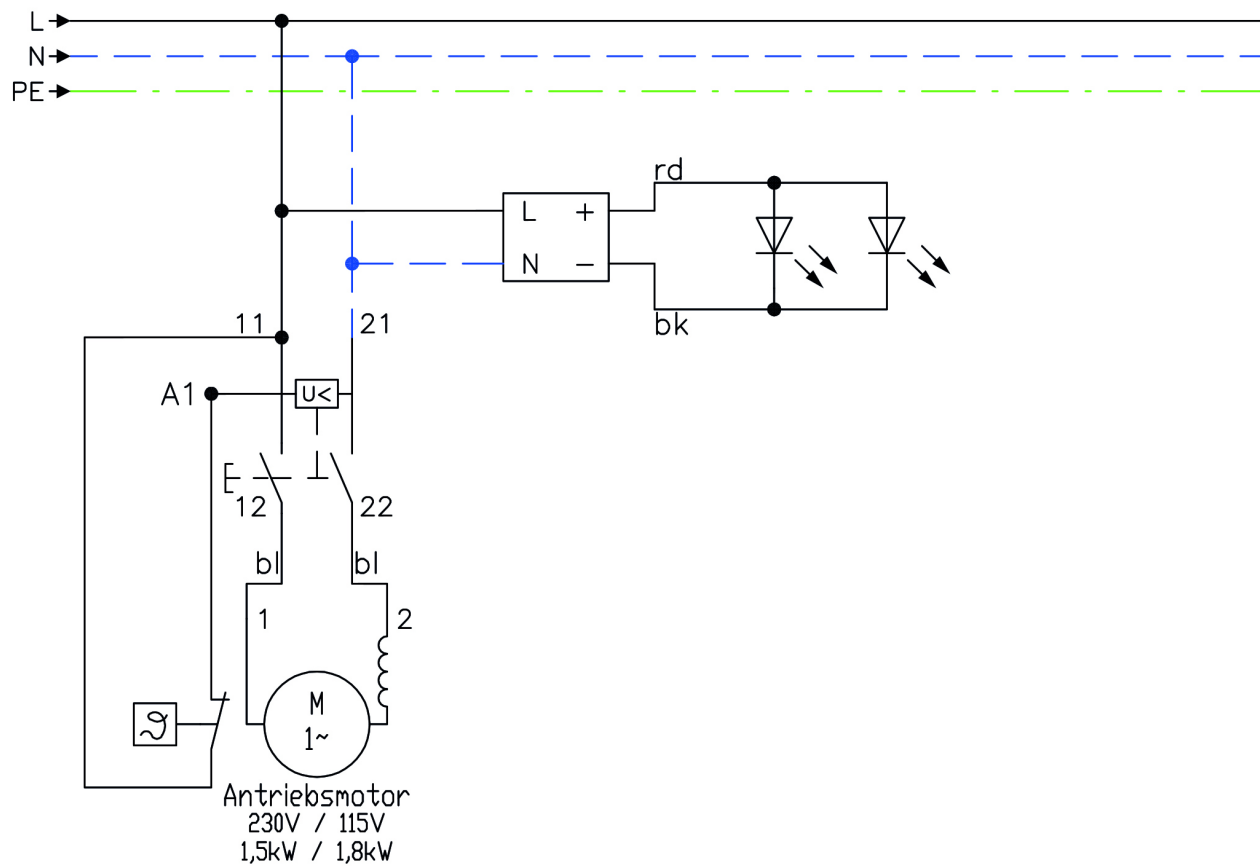 L
N
PE
rd
L +
N −
bk
11 21
A1 U<
12 22
bl bl
1 2
M
ϑ
1~
Antriebsmotor
230V / 115V
1,5kW / 1,8kW